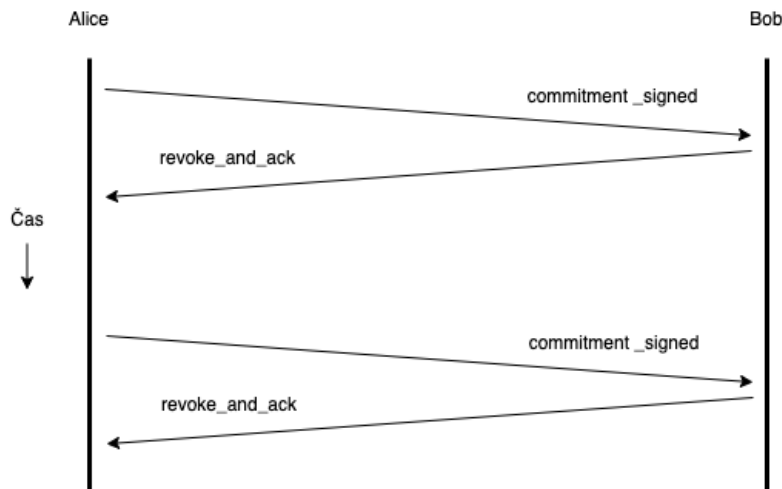 Alice
Bob
commitment _signed
revoke_and_ack
Čas
commitment _signed
revoke_and_ack